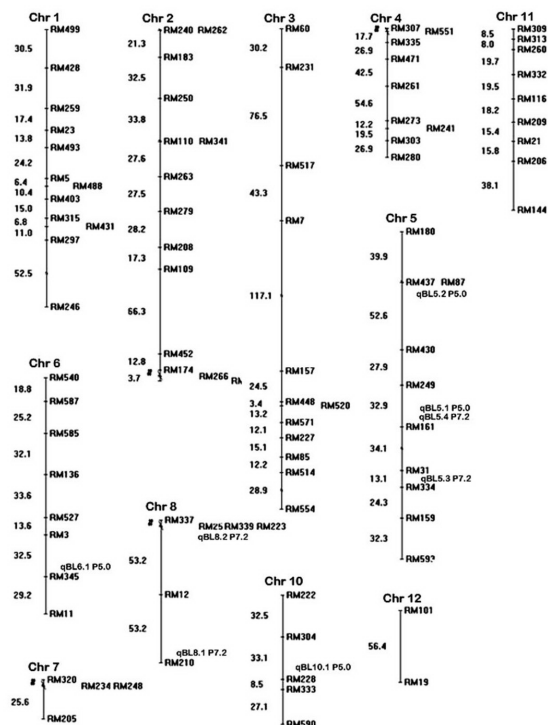 Chr 1
RM499
30.5
RM428
31.9
RM259
17.4
RM23
13.8
RM493
24.2
RM5
6.4
RM488
10.4
RM403
15.0
RM315
6.8
RM431
11.0
RM297
52.5
RM246
Chr 2
RM240 RM262
21.3
RM183
32.5
RM250
33.8
RM110 RM341
27.6
RM263
27.5
RM279
28.2
RM208
17.3
RM109
66.3
RM452
12.8
RM174
3.7
RM266
Chr 3
RM60
30.2
RM231
76.5
RM517
43.3
RM7
117.1
RM157
24.5
RM448
3.4
RM520
13.2
RM571
12.1
RM227
15.1
RM85
12.2
RM514
28.9
RM554
Chr 4
RM307
RM551
17.7
RM335
26.9
RM471
42.5
RM261
54.6
RM273
12.2
RM241
19.5
RM303
26.9
RM280
Chr 11
RM309
8.5
RM313
8.0
RM260
19.7
RM332
19.5
RM116
18.2
RM209
15.4
RM21
15.8
RM206
38.1
RM144
Chr 5
RM180
39.9
RM437 RM87
qBL5.2 P5.0
52.6
RM430
27.9
RM249
32.9
qBL5.1 P5.0
qBL5.4 P7.2
RM161
34.1
RM31
qBL5.3 P7.2
13.1
RM334
24.3
RM159
32.3
RM593
Chr 6
RM540
18.8
RM587
25.2
RM585
32.1
RM136
33.6
RM527
13.6
RM3
32.5
qBL6.1 P5.0
RM345
29.2
RM11
Chr 7
RM320
RM234 RM248
25.6
RM205
Chr 8
RM337
RM25 RM339 RM223
qBL8.2 P7.2
53.2
RM12
53.2
qBL8.1 P7.2
RM210
Chr 10
RM222
32.5
RM304
33.1
qBL10.1 P5.0
RM228
8.5
RM333
27.1
RM590
Chr 12
RM101
56.4
RM19